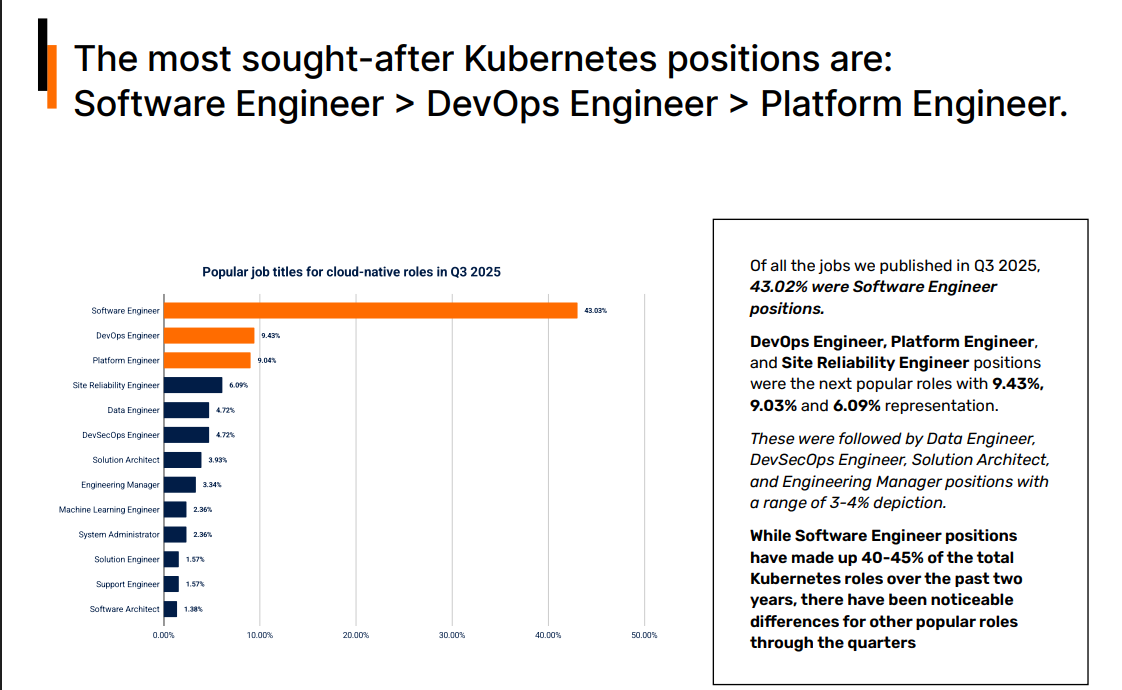 The most sought-after Kubernetes positions are:
Software Engineer > DevOps Engineer > Platform Engineer.
Popular job titles for cloud-native roles in Q3 2025
Software Engineer 43.03%
DevOps Engineer 9.43%
Platform Engineer 9.04%
Site Reliability Engineer 6.09%
Data Engineer 4.72%
DevSecOps Engineer 4.72%
Solution Architect 3.93%
Engineering Manager 3.34%
Machine Learning Engineer 2.36%
System Administrator 2.36%
Solution Engineer 1.57%
Support Engineer 1.57%
Software Architect 1.38%
0.00% 10.00% 20.00% 30.00% 40.00% 50.00%
Of all the jobs we published in Q3 2025,
43.02% were Software Engineer
positions.
DevOps Engineer, Platform Engineer,
and Site Reliability Engineer positions
were the next popular roles with 9.43%,
9.03% and 6.09% representation.
These were followed by Data Engineer,
DevSecOps Engineer, Solution Architect,
and Engineering Manager positions with
a range of 3-4% depiction.
While Software Engineer positions
have made up 40-45% of the total
Kubernetes roles over the past two
years, there have been noticeable
differences for other popular roles
through the quarters